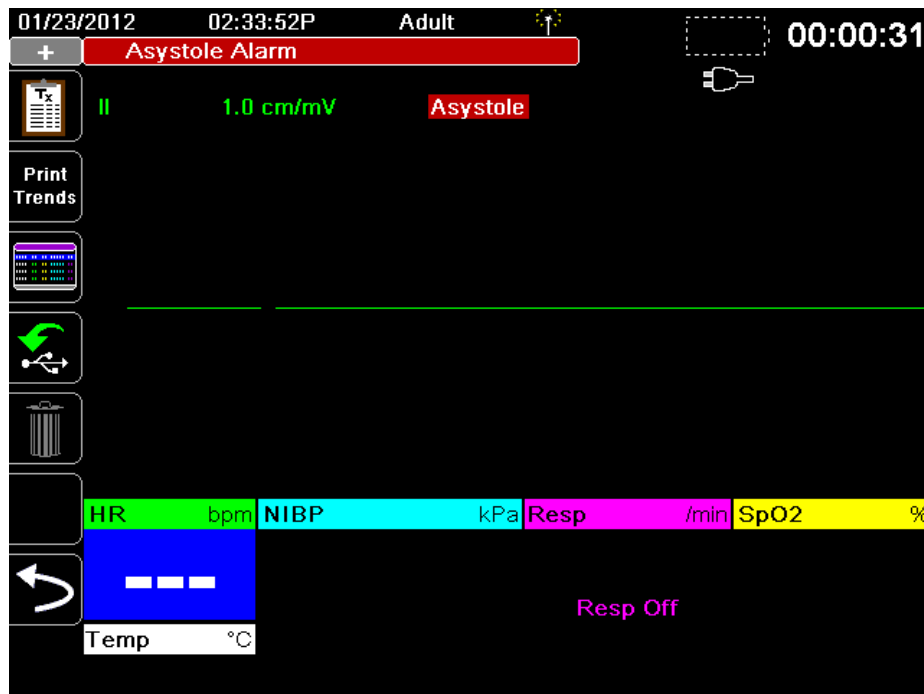 01/23/2012 02:33:52P Adult 00:00:31
+ Asystole Alarm
Tx
II 1.0 cm/mV Asystole
Print
Trends
HR bpm NIBP kPa Resp /min SpO2 %
---
Resp Off
Temp °C